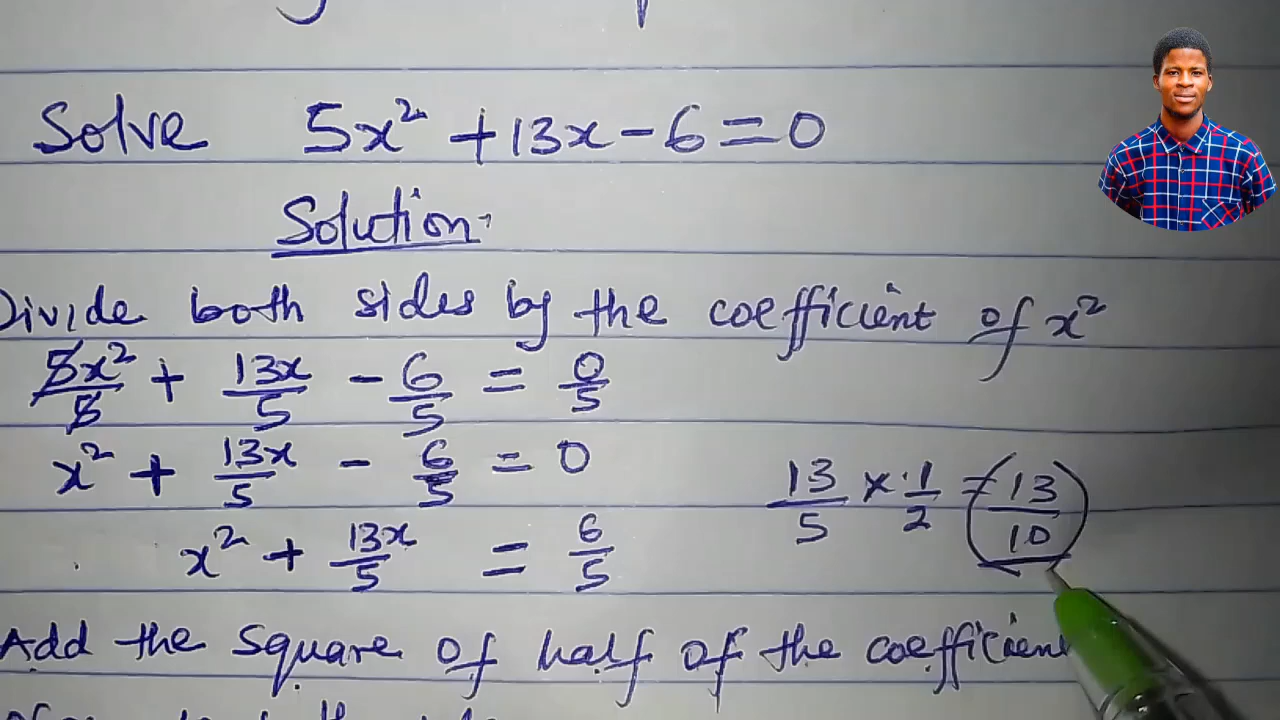 Solve 5x² + 13x - 6 = 0
Solution:
Divide both sides by the coefficient of x²
5x²/5 + 13x/5 - 6/5 = 0/5
x² + 13x/5 - 6/5 = 0
x² + 13x/5 = 6/5
13/5 × 1/2 = 13/10
Add the square of half of the coefficient